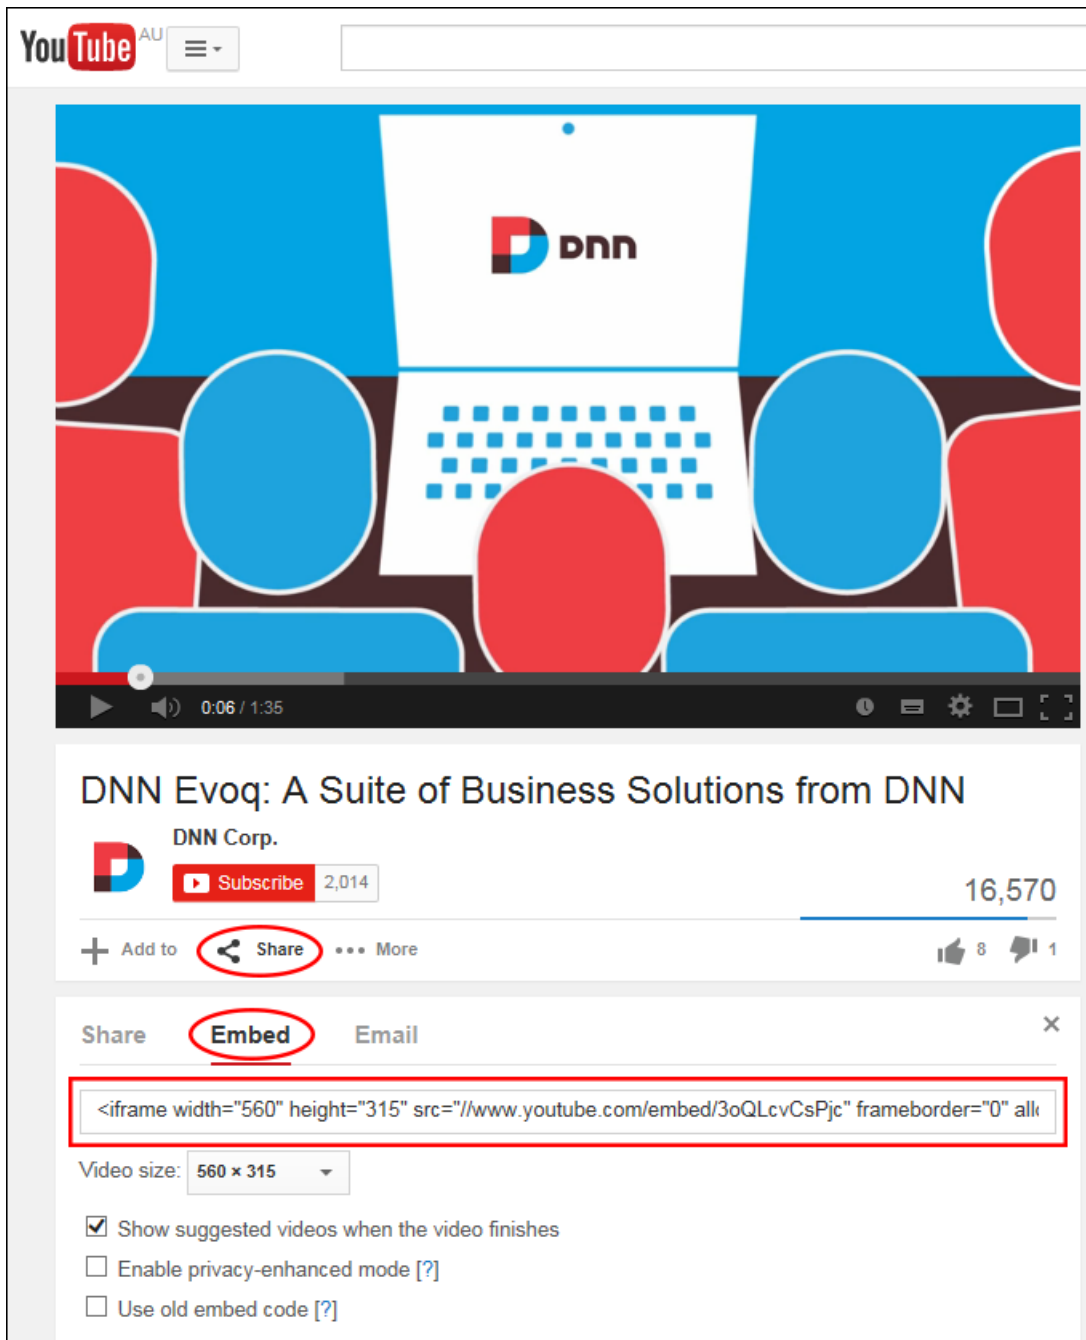 YouTube AU
DNN
0:06 / 1:35
DNN Evoq: A Suite of Business Solutions from DNN
DNN Corp.
Subscribe 2,014
16,570
Add to Share More 8 1
Share Embed Email
<iframe width="560" height="315" src="//www.youtube.com/embed/3oQLcvCsPjc" frameborder="0" allo
Video size: 560 × 315
Show suggested videos when the video finishes
Enable privacy-enhanced mode [?]
Use old embed code [?]